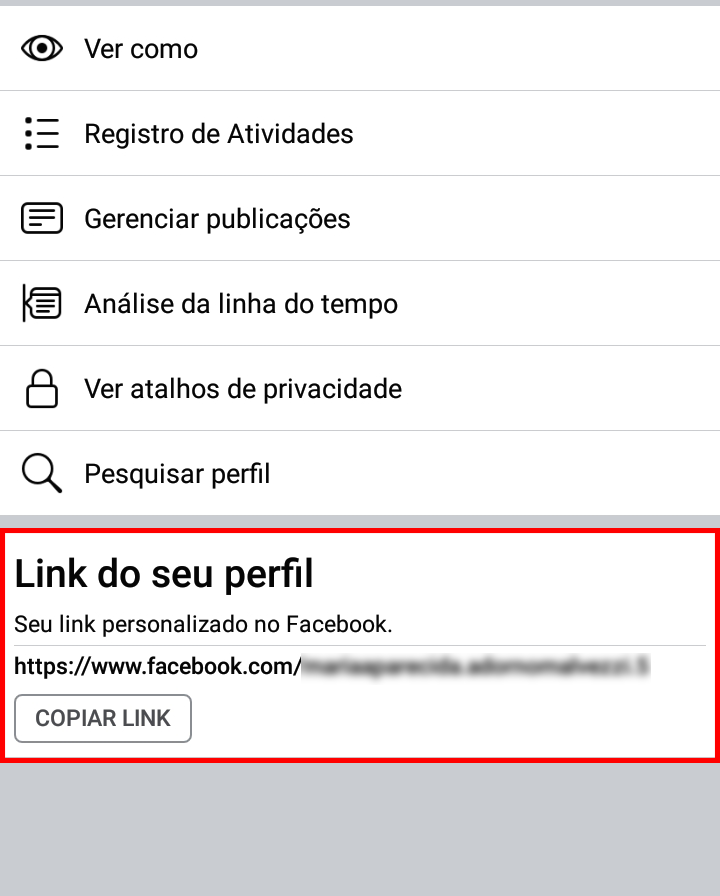 Ver como
Registro de Atividades
Gerenciar publicações
Análise da linha do tempo
Ver atalhos de privacidade
Pesquisar perfil
Link do seu perfil
Seu link personalizado no Facebook.
https://www.facebook.com/
COPIAR LINK